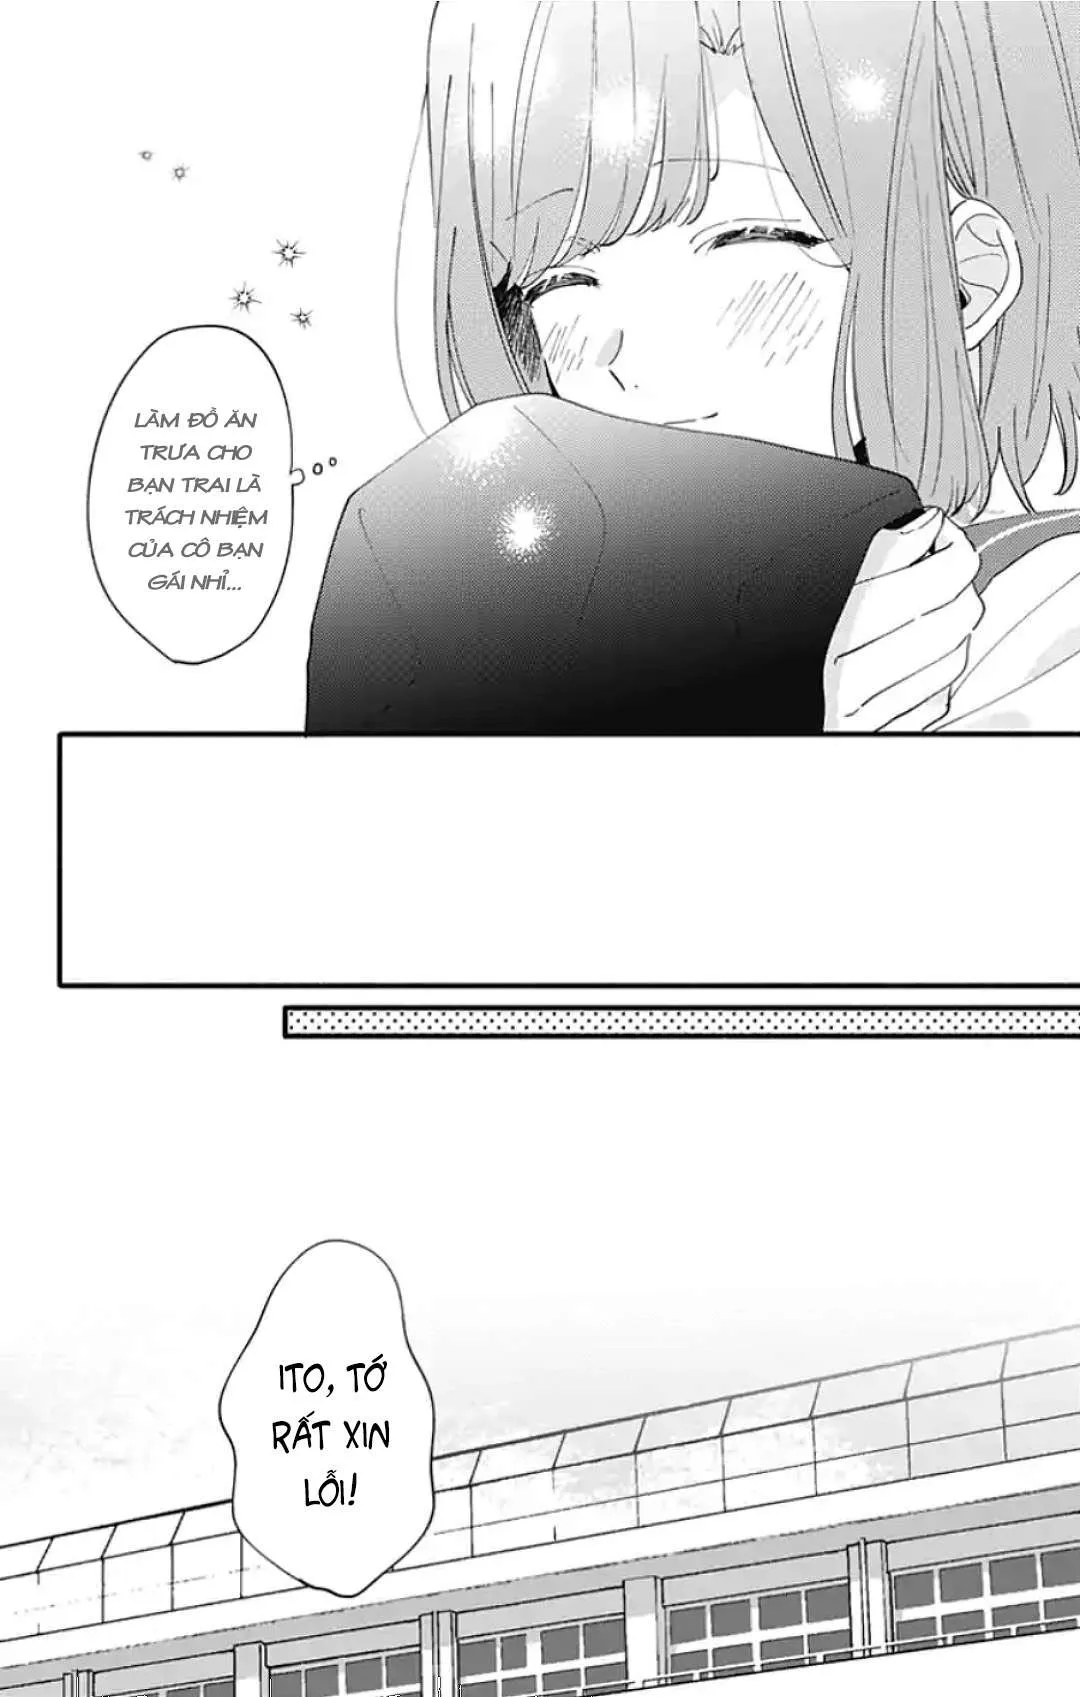 LÀM ĐỒ ĂN
TRƯA CHO
BẠN TRAI LÀ
TRÁCH NHIỆM
CỦA CÔ BẠN
GÁI NHỈ...
ITO, TỚ
RẤT XIN
LỖI!